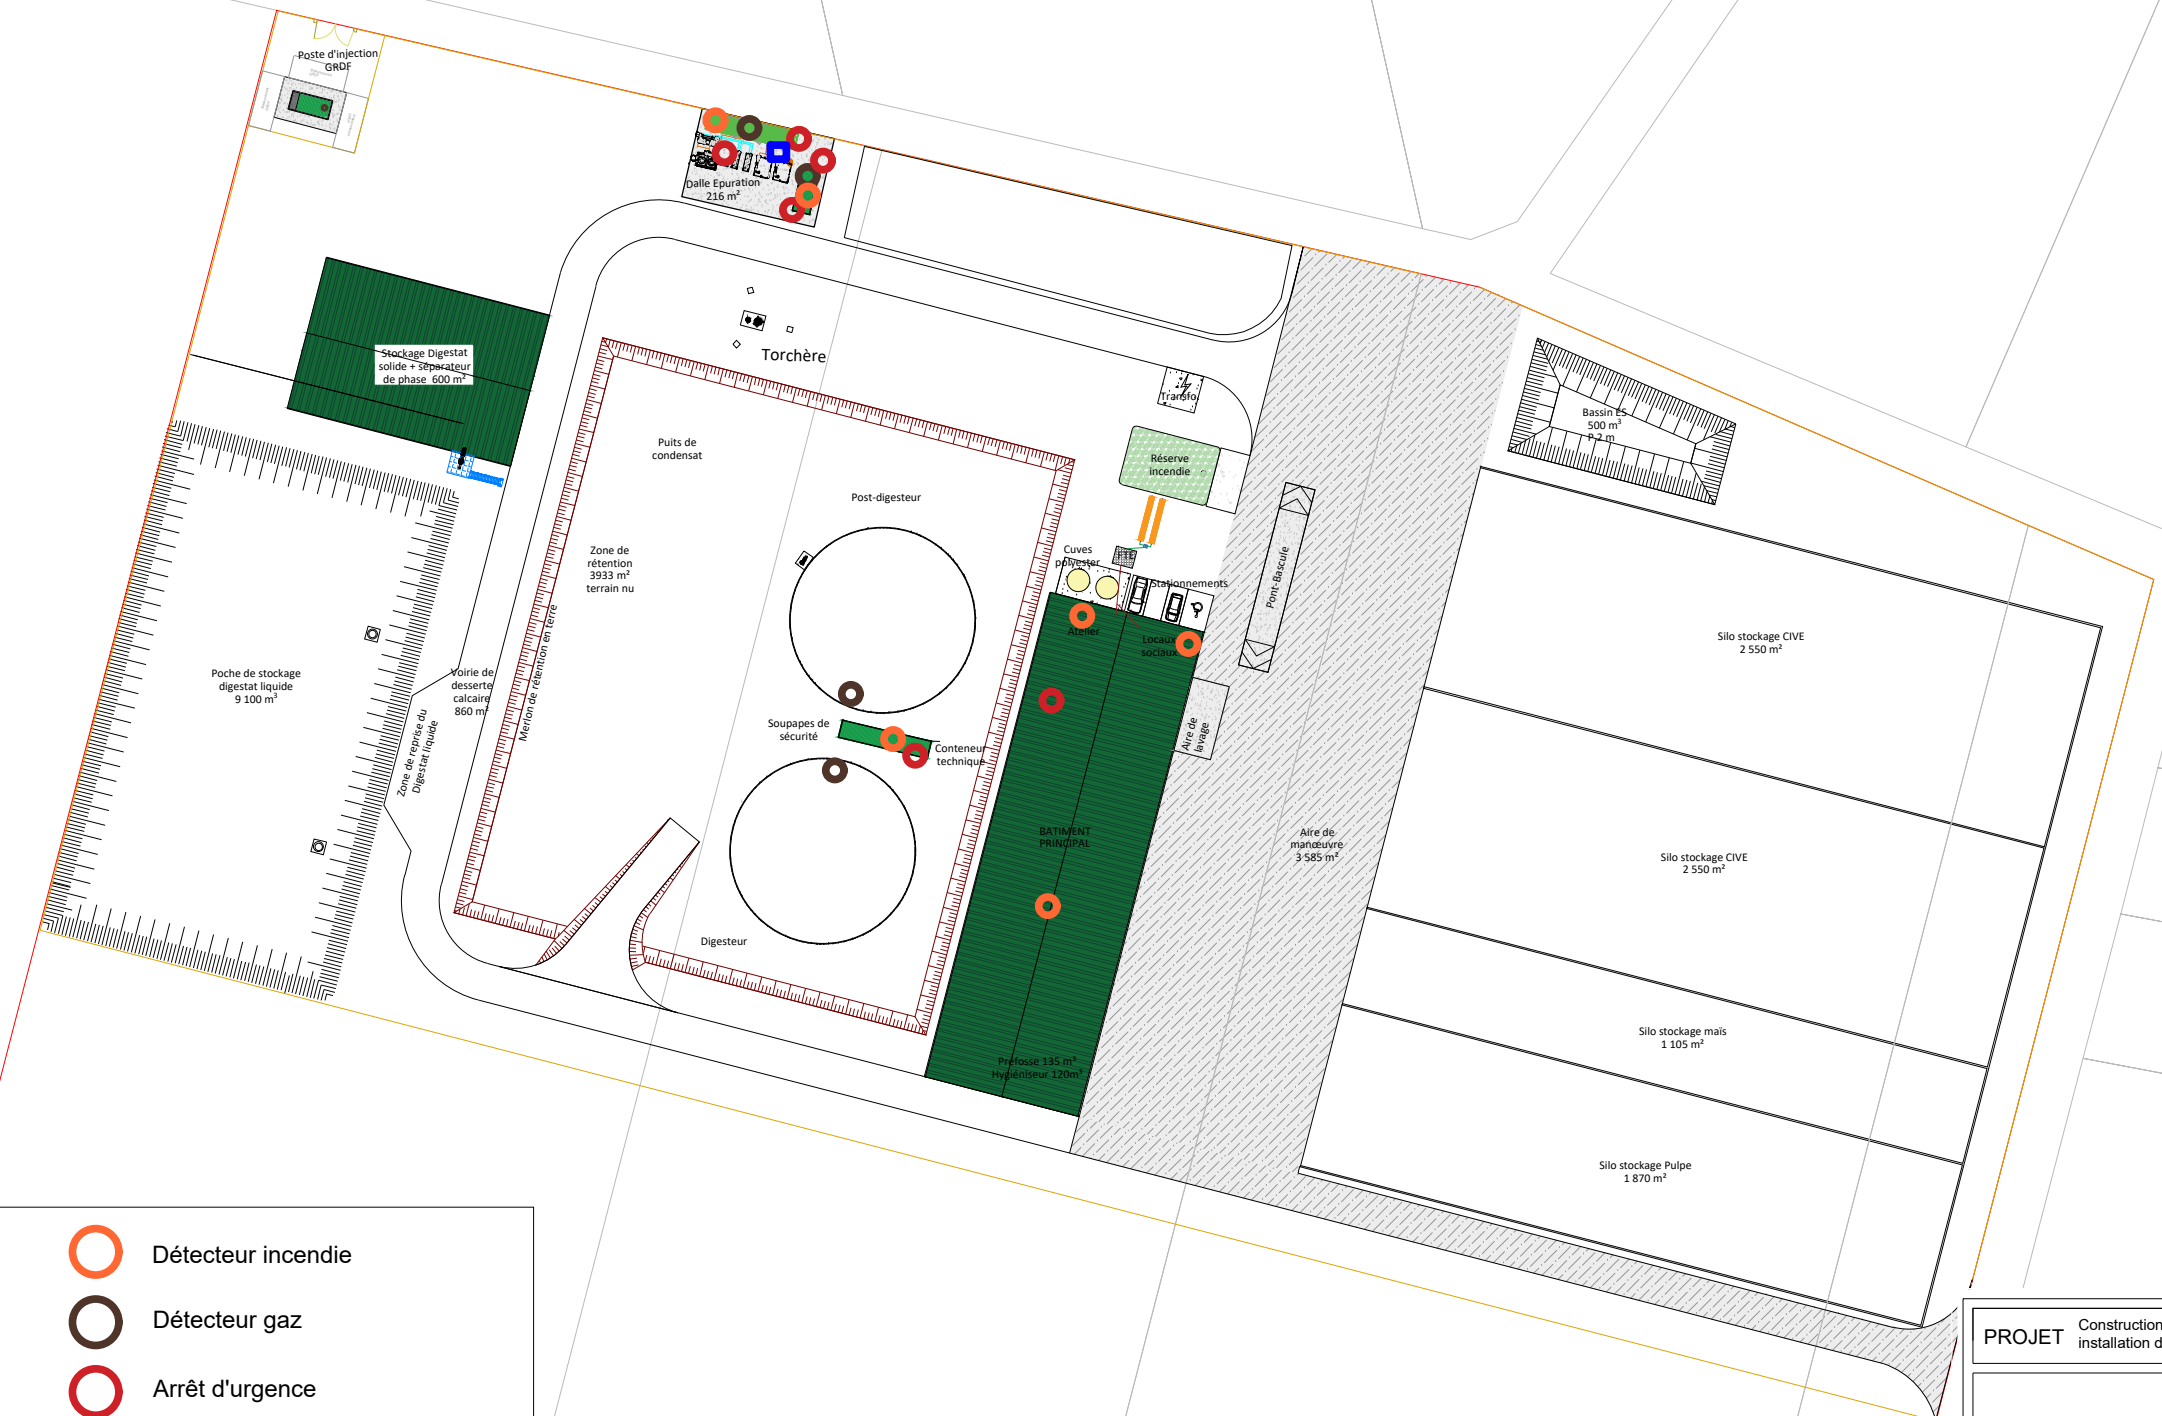 Poste d'injection
GRDF
Dalle Epuration
216 m²
Stockage Digestat
solide + séparateur
de phase 600 m²
Torchère
Transfo.
Puits de
condensat
Réserve
incendie
Bassin ES
500 m³
P 2 m
Post-digesteur
Zone de
rétention
3933 m²
terrain nu
Cuves
polyester
Stationnements
Pont-Bascule
Atelier
Locaux
sociaux
Silo stockage CIVE
2 550 m²
Poche de stockage
digestat liquide
9 100 m³
Voirie de
desserte
calcaire
860 m²
Merlon de rétention en terre
Zone de reprise du
Digestat liquide
Soupapes de
sécurité
Conteneur
technique
Aire de
lavage
BATIMENT
PRINCIPAL
Aire de
manœuvre
3 585 m²
Silo stockage CIVE
2 550 m²
Digesteur
Silo stockage maïs
1 105 m²
Préfosse 135 m³
Hygiéniseur 120m³
Silo stockage Pulpe
1 870 m²
Détecteur incendie
Détecteur gaz
Arrêt d'urgence
PROJET
Construction
installation d